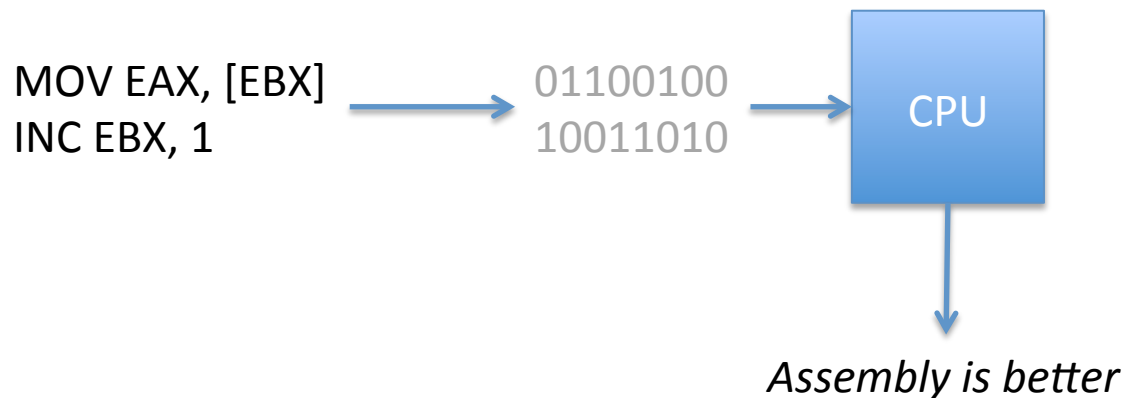 MOV EAX, [EBX]
INC EBX, 1
01100100
10011010
CPU
Assembly is better